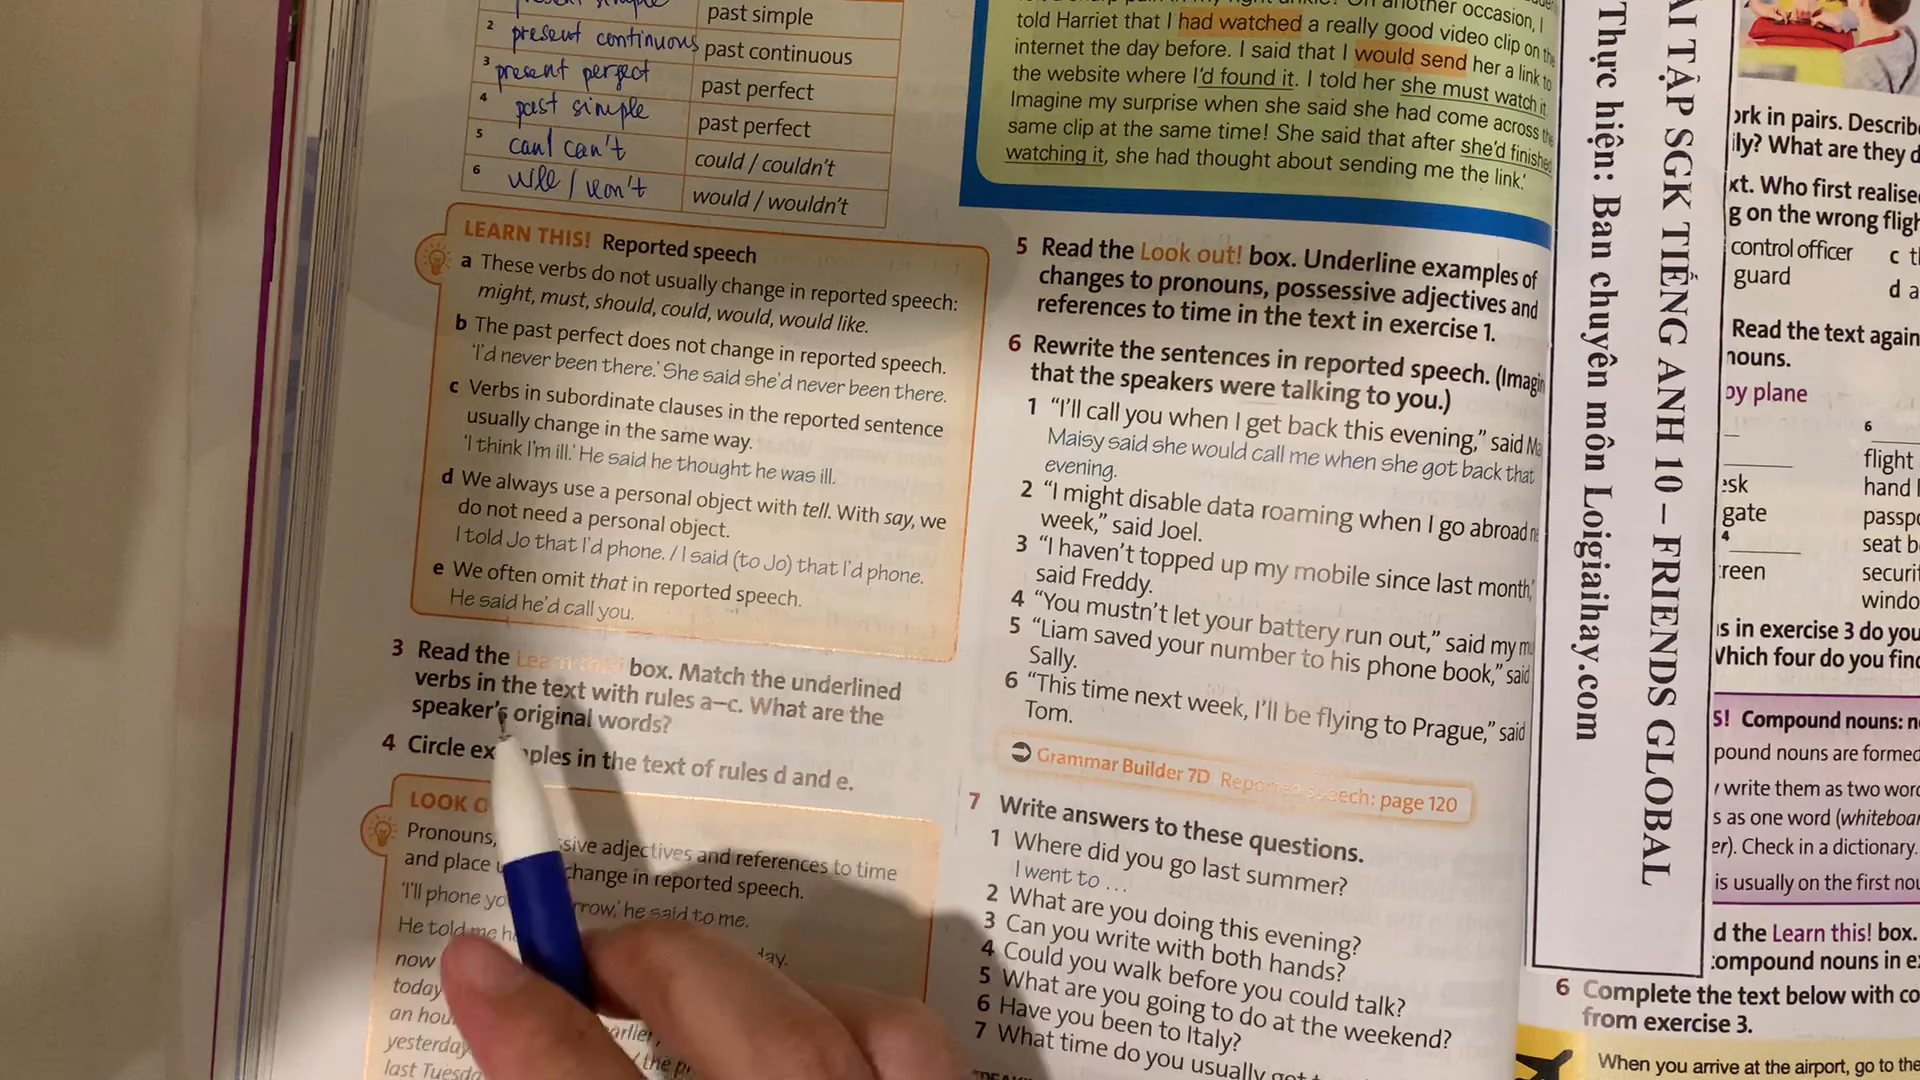 past simple
2 present continuous past continuous
3 present perfect past perfect
4 past simple past perfect
5 can/can't could / couldn't
6 will/won't would / wouldn't
LEARN THIS! Reported speech
a These verbs do not usually change in reported speech:
might, must, should, could, would, would like.
b The past perfect does not change in reported speech.
'I'd never been there.' She said she'd never been there.
c Verbs in subordinate clauses in the reported sentence
usually change in the same way.
'I think I'm ill.' He said he thought he was ill.
d We always use a personal object with tell. With say, we
do not need a personal object.
I told Jo that I'd phone. / I said (to Jo) that I'd phone.
e We often omit that in reported speech.
He said he'd call you.
3 Read the Learn this! box. Match the underlined
verbs in the text with rules a–c. What are the
speaker's original words?
4 Circle examples in the text of rules d and e.
LOOK O
Pronouns, sive adjectives and references to time
and place change in reported speech.
'I'll phone yo rrow,' he said to me.
He told me h day.
now
today
an hou arlier,
yesterday / the p
last Tuesd
On another occasion, I
told Harriet that I had watched a really good video clip on the
internet the day before. I said that I would send her a link to
the website where I'd found it. I told her she must watch it.
Imagine my surprise when she said she had come across the
same clip at the same time! She said that after she'd finished
watching it, she had thought about sending me the link.'
5 Read the Look out! box. Underline examples of
changes to pronouns, possessive adjectives and
references to time in the text in exercise 1.
6 Rewrite the sentences in reported speech. (Imagin
that the speakers were talking to you.)
1 "I'll call you when I get back this evening," said Ma
Maisy said she would call me when she got back that
evening.
2 "I might disable data roaming when I go abroad ne
week," said Joel.
3 "I haven't topped up my mobile since last month,"
said Freddy.
4 "You mustn't let your battery run out," said my mu
5 "Liam saved your number to his phone book," said
Sally.
6 "This time next week, I'll be flying to Prague," said
Tom.
Grammar Builder 7D Reported speech: page 120
7 Write answers to these questions.
1 Where did you go last summer?
I went to ...
2 What are you doing this evening?
3 Can you write with both hands?
4 Could you walk before you could talk?
5 What are you going to do at the weekend?
6 Have you been to Italy?
7 What time do you usually
ÀI TẬP SGK TIẾNG ANH 10 – FRIENDS GLOBAL
Thực hiện: Ban chuyên môn Loigiaihay.com
ork in pairs. Describe
ily? What are they d
xt. Who first realise
g on the wrong fligh
control officer c th
guard d a
Read the text again
nouns.
by plane
6
flight
esk hand l
gate passpo
4 seat b
reen securit
windo
s in exercise 3 do you
Which four do you find
S! Compound nouns: n
pound nouns are formed
y write them as two word
s as one word (whiteboar
er). Check in a dictionary.
is usually on the first nou
d the Learn this! box.
compound nouns in e
6 Complete the text below with co
from exercise 3.
When you arrive at the airport, go to the